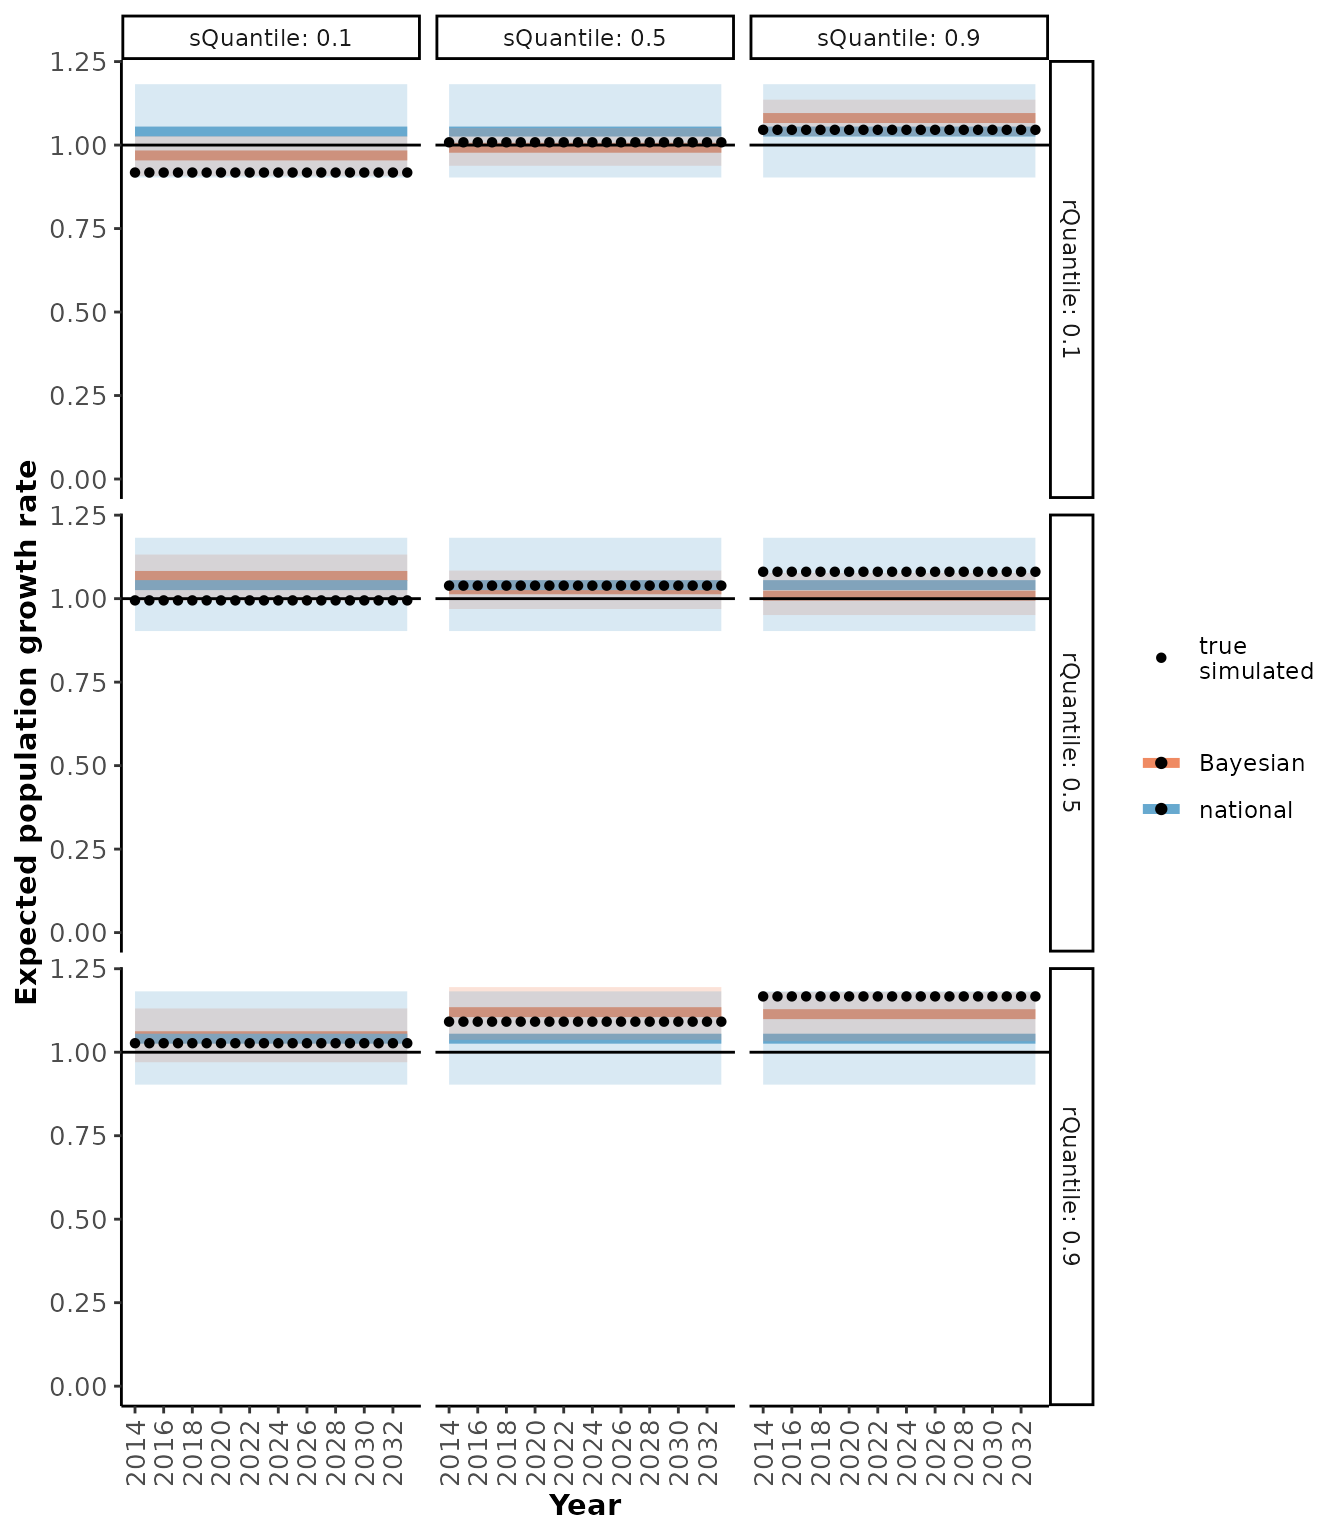 sQuantile: 0.1
sQuantile: 0.5
sQuantile: 0.9
Expected population growth rate
1.25
1.00
0.75
0.50
0.25
0.00
rQuantile: 0.1
1.25
1.00
0.75
0.50
0.25
0.00
rQuantile: 0.5
1.25
1.00
0.75
0.50
0.25
0.00
rQuantile: 0.9
2014 2016 2018 2020 2022 2024 2026 2028 2030 2032
2014 2016 2018 2020 2022 2024 2026 2028 2030 2032
2014 2016 2018 2020 2022 2024 2026 2028 2030 2032
Year
true
simulated
Bayesian
national